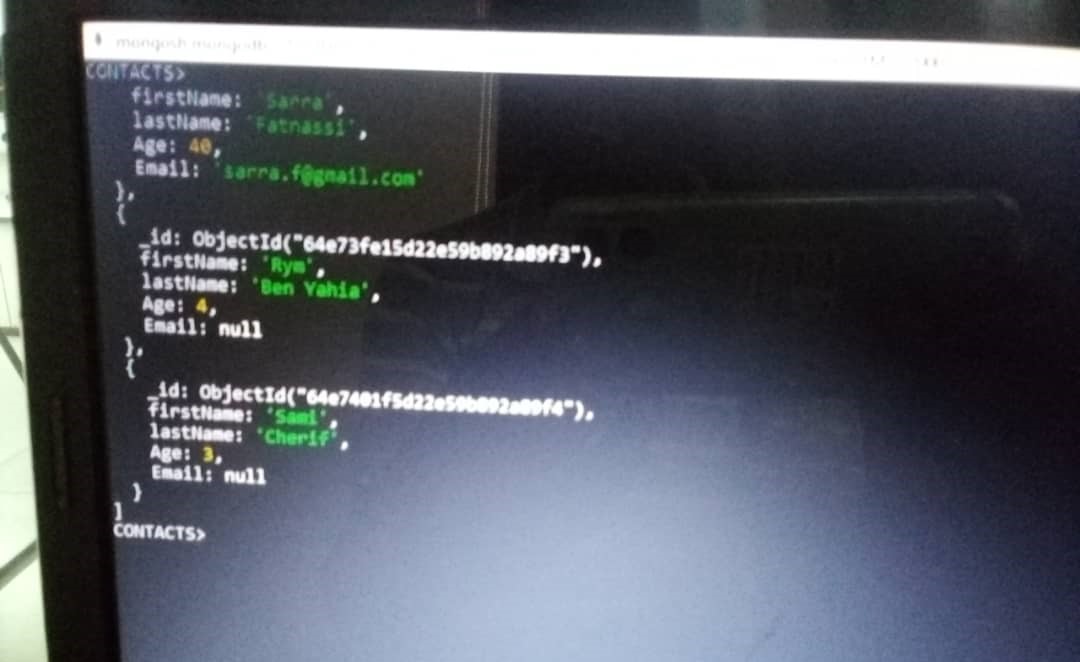 mongosh mongodb
CONTACTS>
firstName: 'Sarra',
lastName: 'Fatnassi',
Age: 40,
Email: 'sarra.f@gmail.com'
},
{
_id: ObjectId("64e73fe15d22e59b892a89f3"),
firstName: 'Rym',
lastName: 'Ben Yahia',
Age: 4,
Email: null
},
{
_id: ObjectId("64e7401f5d22e59b892a89f4"),
firstName: 'Sami',
lastName: 'Cherif',
Age: 3,
Email: null
}
]
CONTACTS>